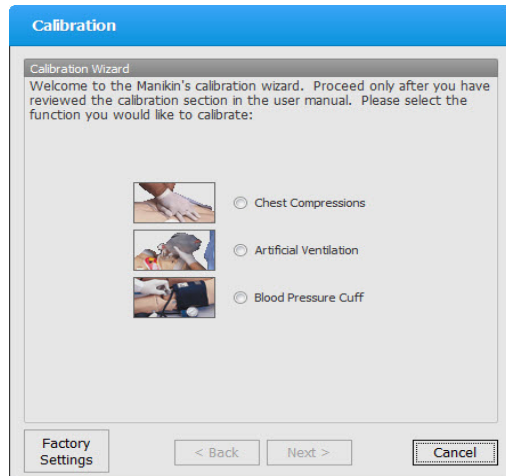 Calibration
Calibration Wizard
Welcome to the Manikin's calibration wizard.  Proceed only after you have
reviewed the calibration section in the user manual.  Please select the
function you would like to calibrate:
Chest Compressions
Artificial Ventilation
Blood Pressure Cuff
Factory
Settings
< Back
Next >
Cancel